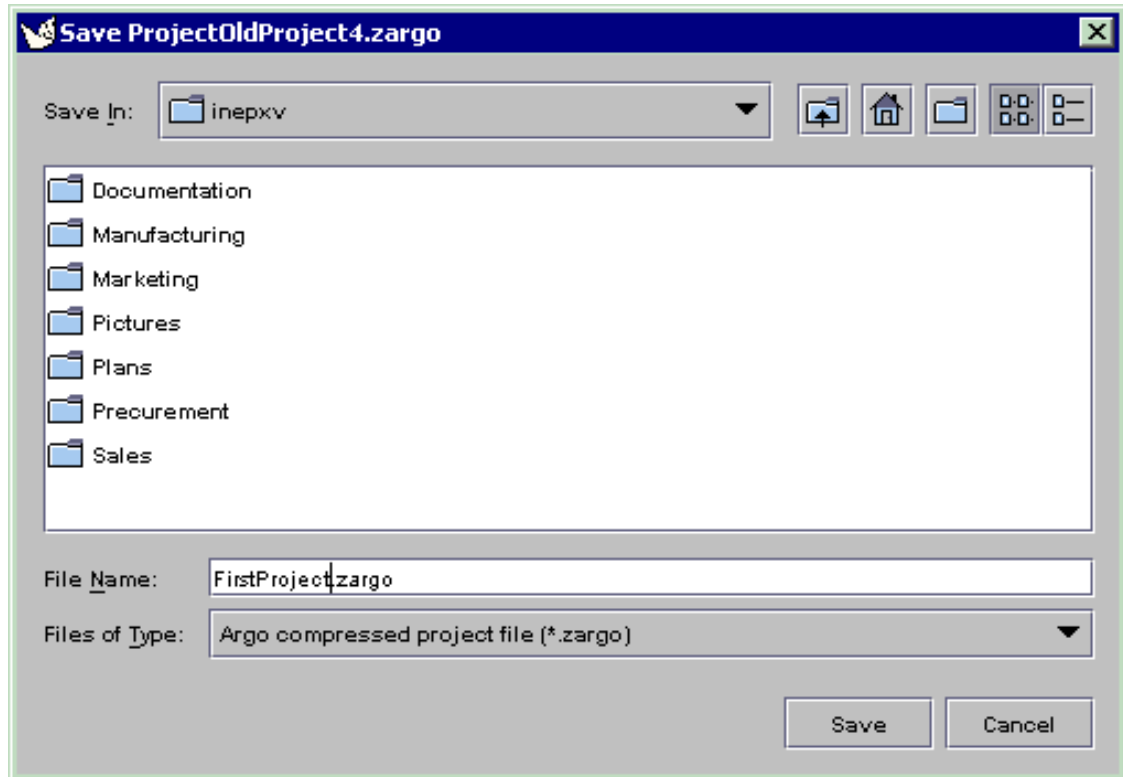 Save ProjectOldProject4.zargo
Save In: inepxv
Documentation
Manufacturing
Marketing
Pictures
Plans
Precurement
Sales
File Name: FirstProject.zargo
Files of Type: Argo compressed project file (*.zargo)
Save Cancel